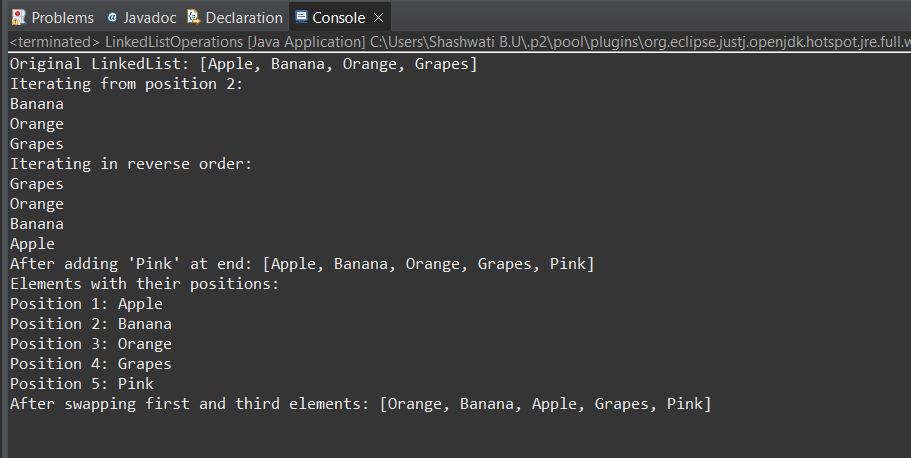 Problems Javadoc Declaration Console
<terminated> LinkedListOperations [Java Application] C:\Users\Shashwati B.U\.p2\pool\plugins\org.eclipse.justj.openjdk.hotspot.jre.full.w
Original LinkedList: [Apple, Banana, Orange, Grapes]
Iterating from position 2:
Banana
Orange
Grapes
Iterating in reverse order:
Grapes
Orange
Banana
Apple
After adding 'Pink' at end: [Apple, Banana, Orange, Grapes, Pink]
Elements with their positions:
Position 1: Apple
Position 2: Banana
Position 3: Orange
Position 4: Grapes
Position 5: Pink
After swapping first and third elements: [Orange, Banana, Apple, Grapes, Pink]